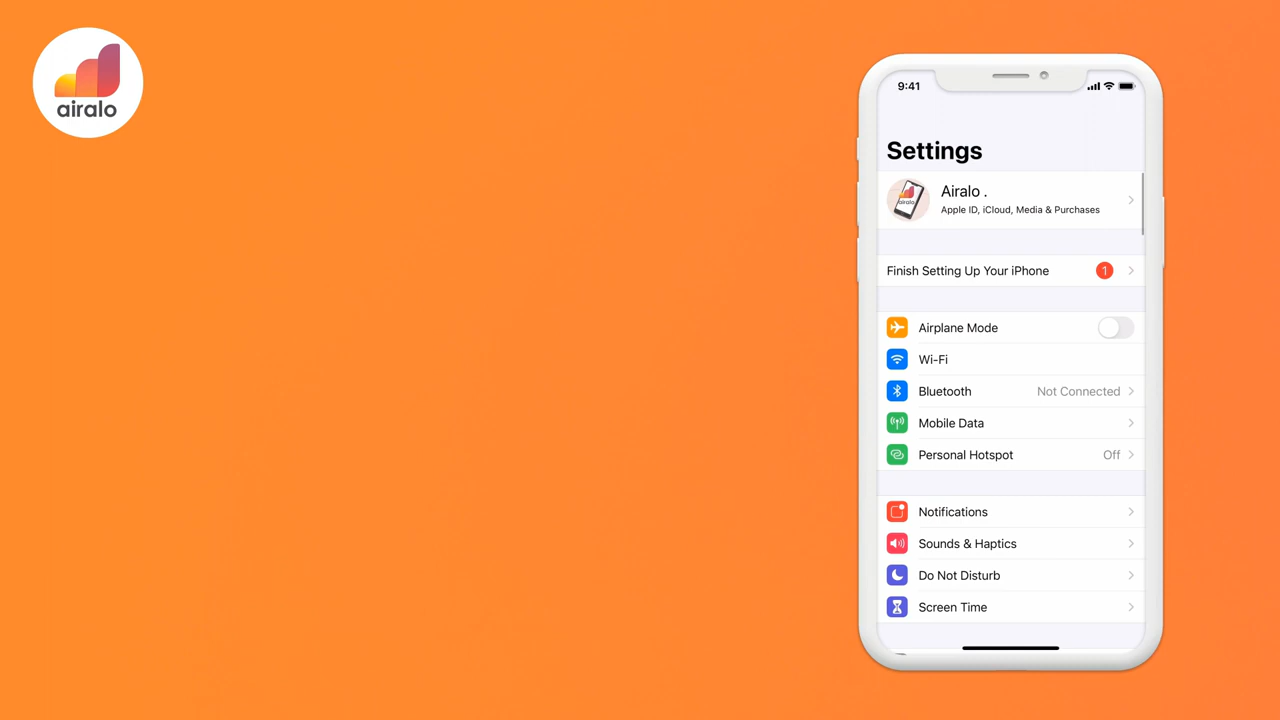 airalo
9:41
Settings
Airalo .
Apple ID, iCloud, Media & Purchases
Finish Setting Up Your iPhone 1
Airplane Mode
Wi-Fi
Bluetooth Not Connected
Mobile Data
Personal Hotspot Off
Notifications
Sounds & Haptics
Do Not Disturb
Screen Time